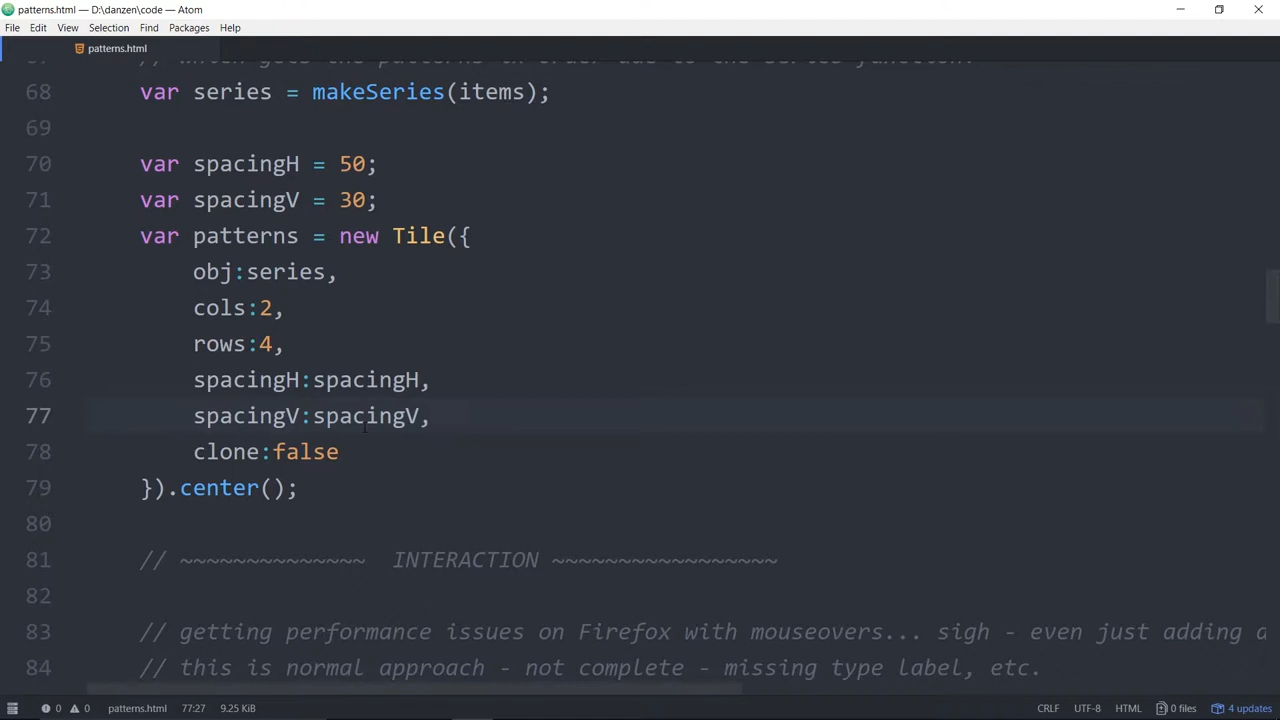 patterns.html — D:\danzen\code — Atom
File Edit View Selection Find Packages Help
patterns.html
68 var series = makeSeries(items);
69
70 var spacingH = 50;
71 var spacingV = 30;
72 var patterns = new Tile({
73 obj:series,
74 cols:2,
75 rows:4,
76 spacingH:spacingH,
77 spacingV:spacingV,
78 clone:false
79 }).center();
80
81 // ~~~~~~~~~~~~~~ INTERACTION ~~~~~~~~~~~~~~~~~
82
83 // getting performance issues on Firefox with mouseovers... sigh - even just adding
84 // this is normal approach - not complete - missing type label, etc.
0 0 patterns.html 77:27 9.25 KiB CRLF UTF-8 HTML 0 files 4 updates